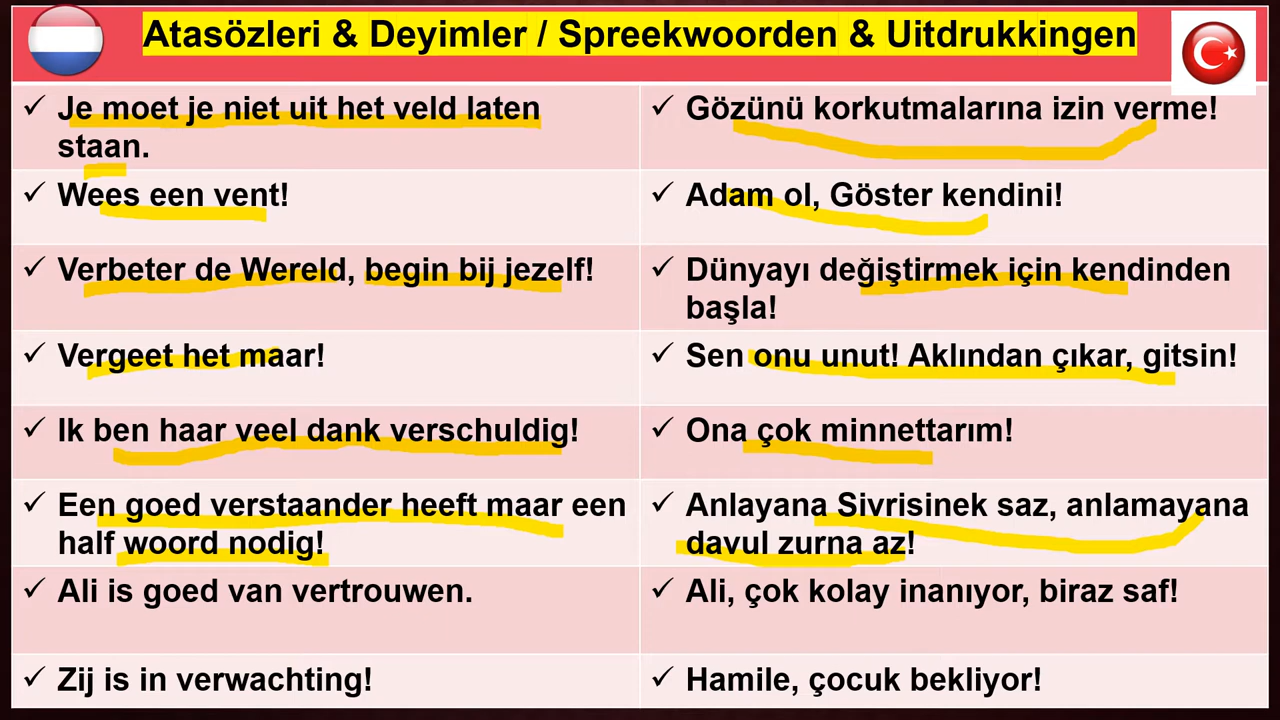 Atasözleri & Deyimler / Spreekwoorden & Uitdrukkingen
Je moet je niet uit het veld laten
staan.
Gözünü korkutmalarına izin verme!
Wees een vent!
Adam ol, Göster kendini!
Verbeter de Wereld, begin bij jezelf!
Dünyayı değiştirmek için kendinden
başla!
Vergeet het maar!
Sen onu unut! Aklından çıkar, gitsin!
Ik ben haar veel dank verschuldig!
Ona çok minnettarım!
Een goed verstaander heeft maar een
half woord nodig!
Anlayana Sivrisinek saz, anlamayana
davul zurna az!
Ali is goed van vertrouwen.
Ali, çok kolay inanıyor, biraz saf!
Zij is in verwachting!
Hamile, çocuk bekliyor!